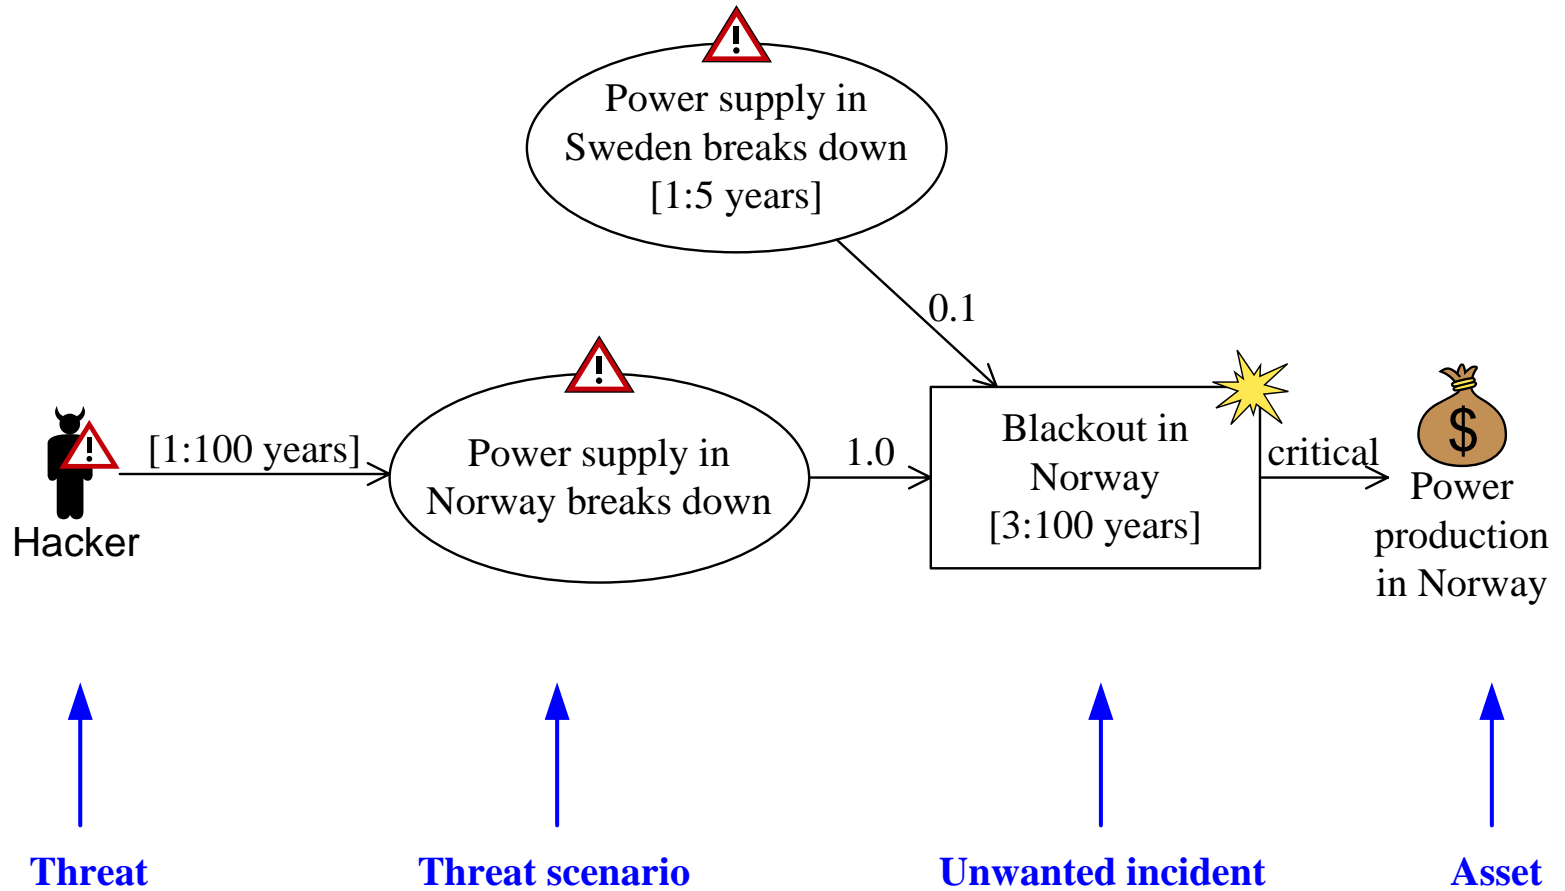 Power supply in
Sweden breaks down
[1:5 years]
0.1
Hacker
[1:100 years]
Power supply in
Norway breaks down
1.0
Blackout in
Norway
[3:100 years]
critical
$
Power
production
in Norway
Threat
Threat scenario
Unwanted incident
Asset